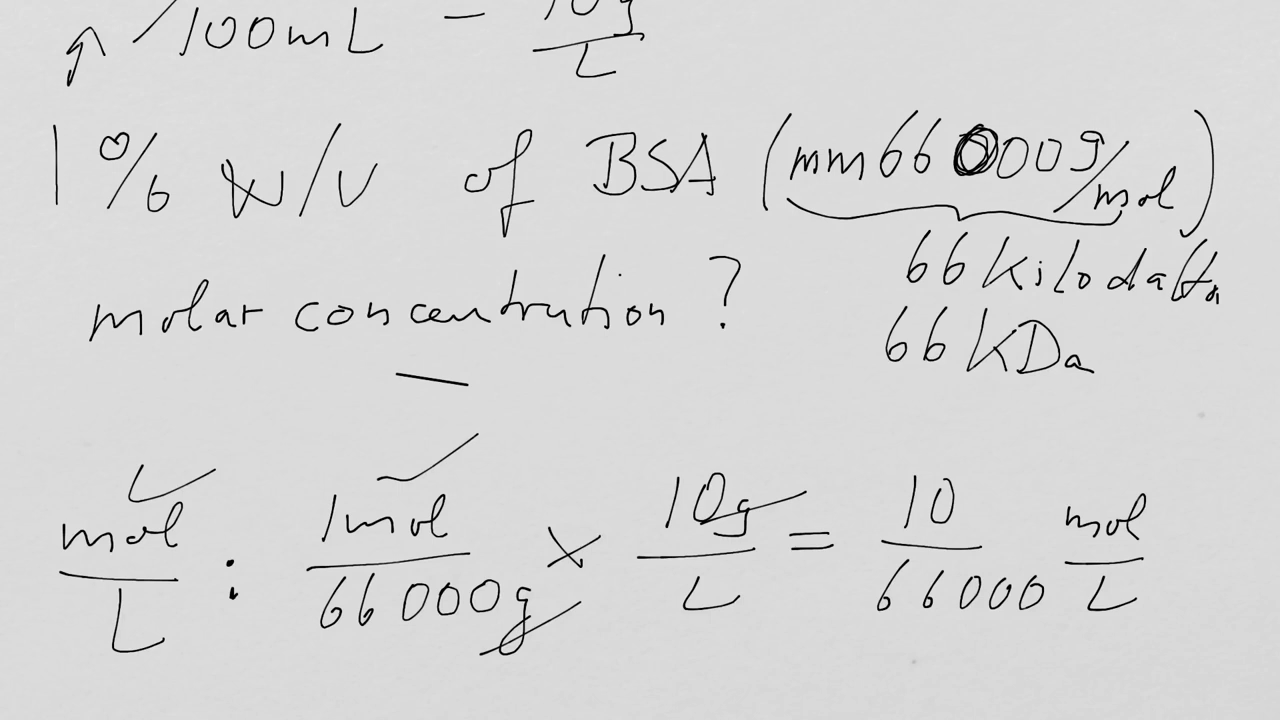 /100mL = 10g/L
1% w/v of BSA (mm 66000g/mol)
66 kilodalton
molar concentration?
66 KDa
mol/L : 1mol/66000g × 10g/L = 10/66000 mol/L